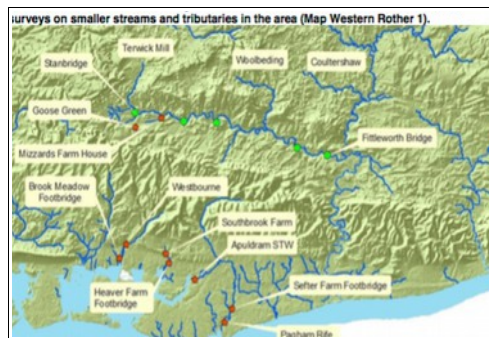 surveys on smaller streams and tributaries in the area (Map Western Rother 1).
Terwick Mill
Stanbridge
Woolbeding
Coultershaw
Goose Green
Fittleworth Bridge
Mizzards Farm House
Brook Meadow
Footbridge
Westbourne
Southbrook Farm
Apuldram STW
Heaver Farm
Footbridge
Sefter Farm Footbridge
Pagham Rife